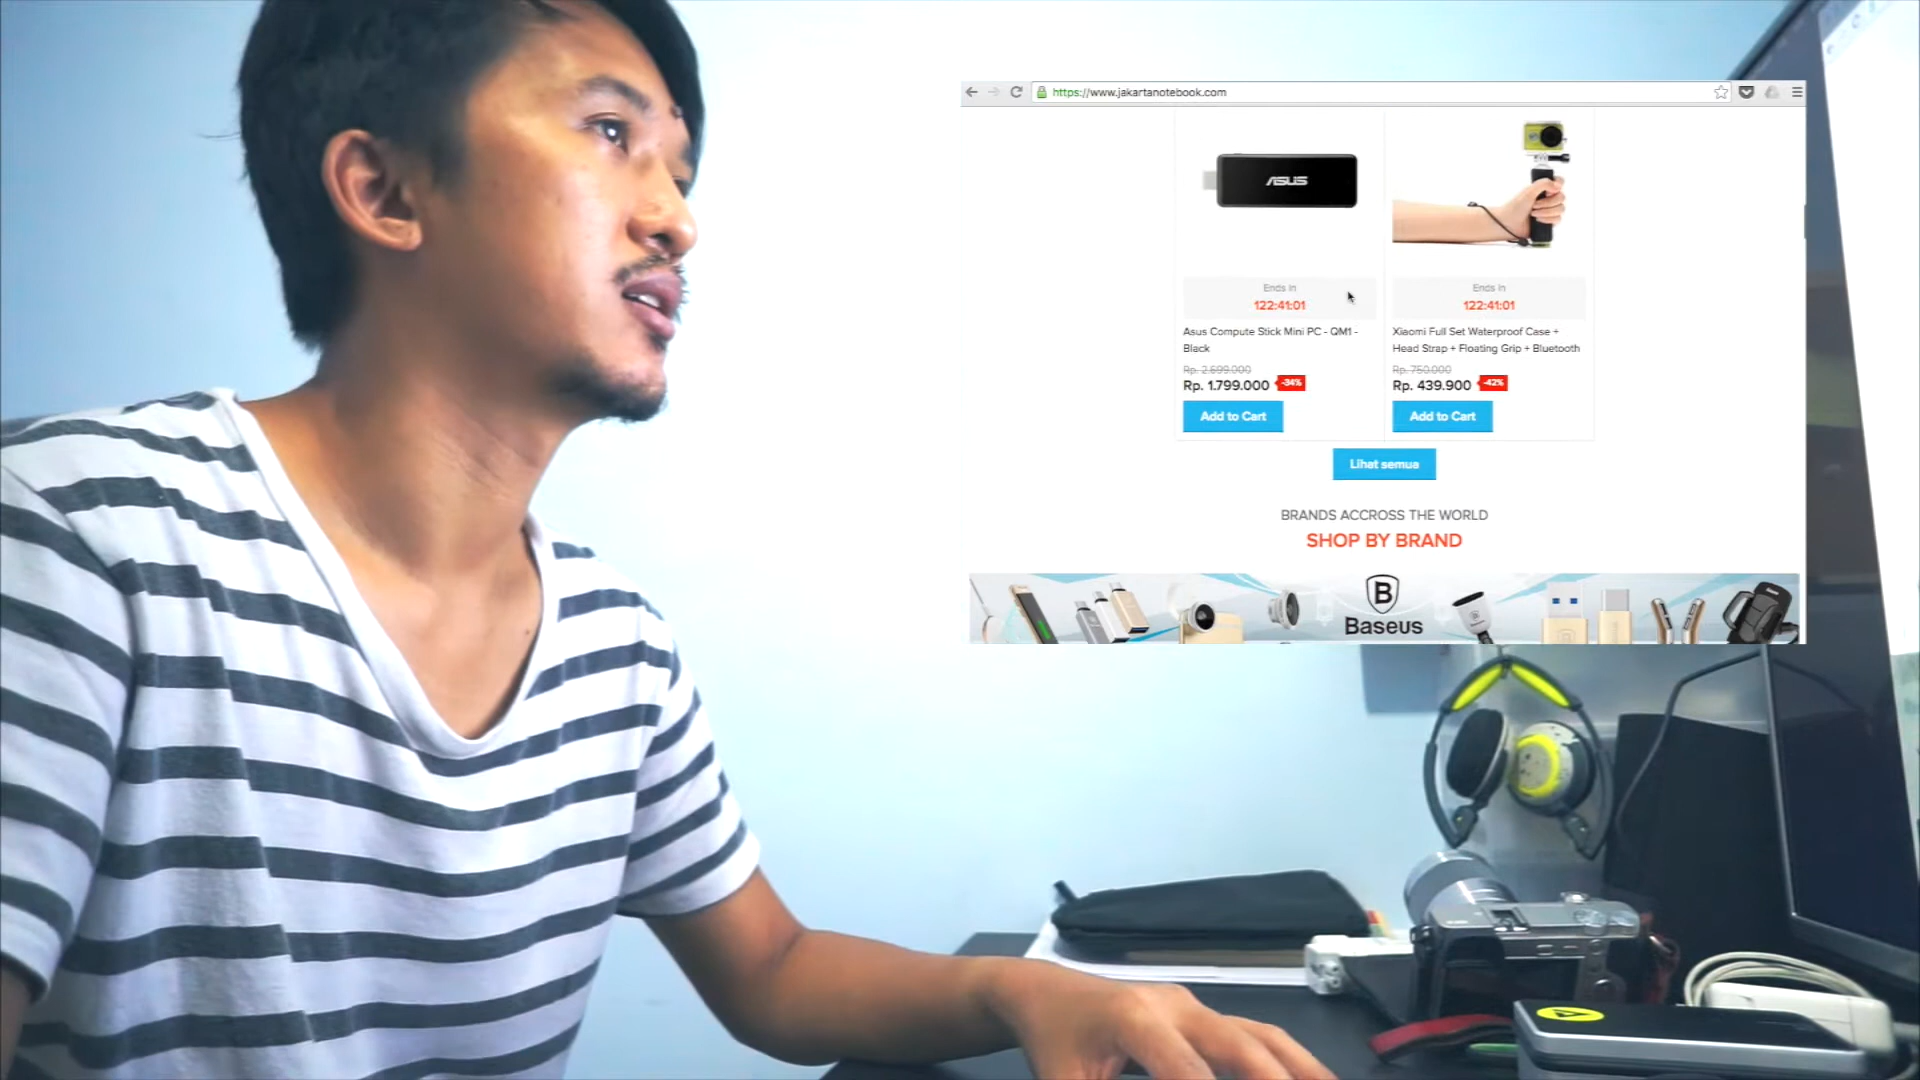 https://www.jakartanotebook.com
ASUS
Ends in
122:41:01
Asus Compute Stick Mini PC - QM1 -
Black
Rp. 2.699.000
Rp. 1.799.000 -34%
Add to Cart
Ends in
122:41:01
Xiaomi Full Set Waterproof Case +
Head Strap + Floating Grip + Bluetooth
Rp. 750.000
Rp. 439.900 -42%
Add to Cart
Lihat semua
BRANDS ACCROSS THE WORLD
SHOP BY BRAND
B
Baseus